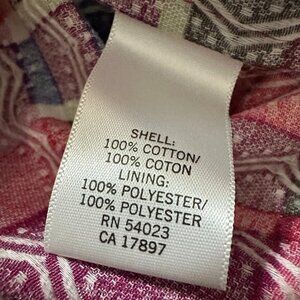 SHELL:
100% COTTON/
100% COTON
LINING:
100% POLYESTER/
100% POLYESTER
RN 54023
CA 17897